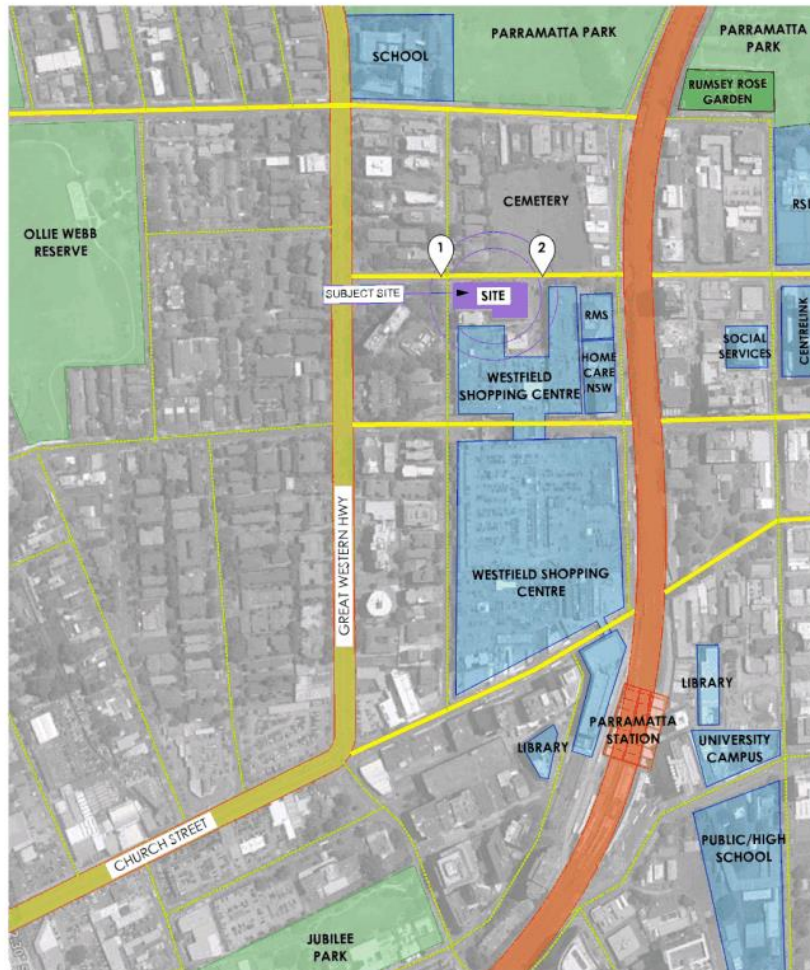 SCHOOL
PARRAMATTA PARK
PARRAMATTA
PARK
RUMSEY ROSE
GARDEN
CEMETERY
OLLIE WEBB
RESERVE
1
2
SUBJECT SITE
SITE
RMS
HOME
CARE
NSW
SOCIAL
SERVICES
CENTRELINK
WESTFIELD
SHOPPING CENTRE
GREAT WESTERN HWY
WESTFIELD SHOPPING
CENTRE
LIBRARY
PARRAMATTA
STATION
LIBRARY
UNIVERSITY
CAMPUS
CHURCH STREET
PUBLIC/HIGH
SCHOOL
JUBILEE
PARK